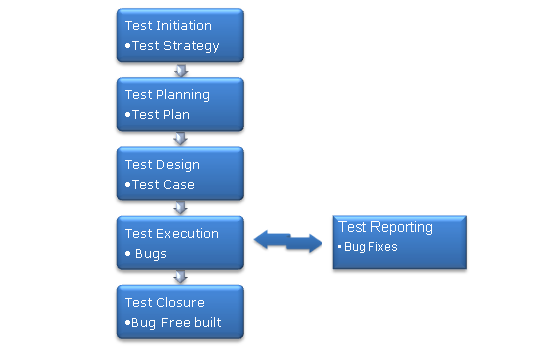 Test Initiation
•Test Strategy
Test Planning
•Test Plan
Test Design
•Test Case
Test Execution
• Bugs
Test Reporting
• Bug Fixes
Test Closure
•Bug Free built